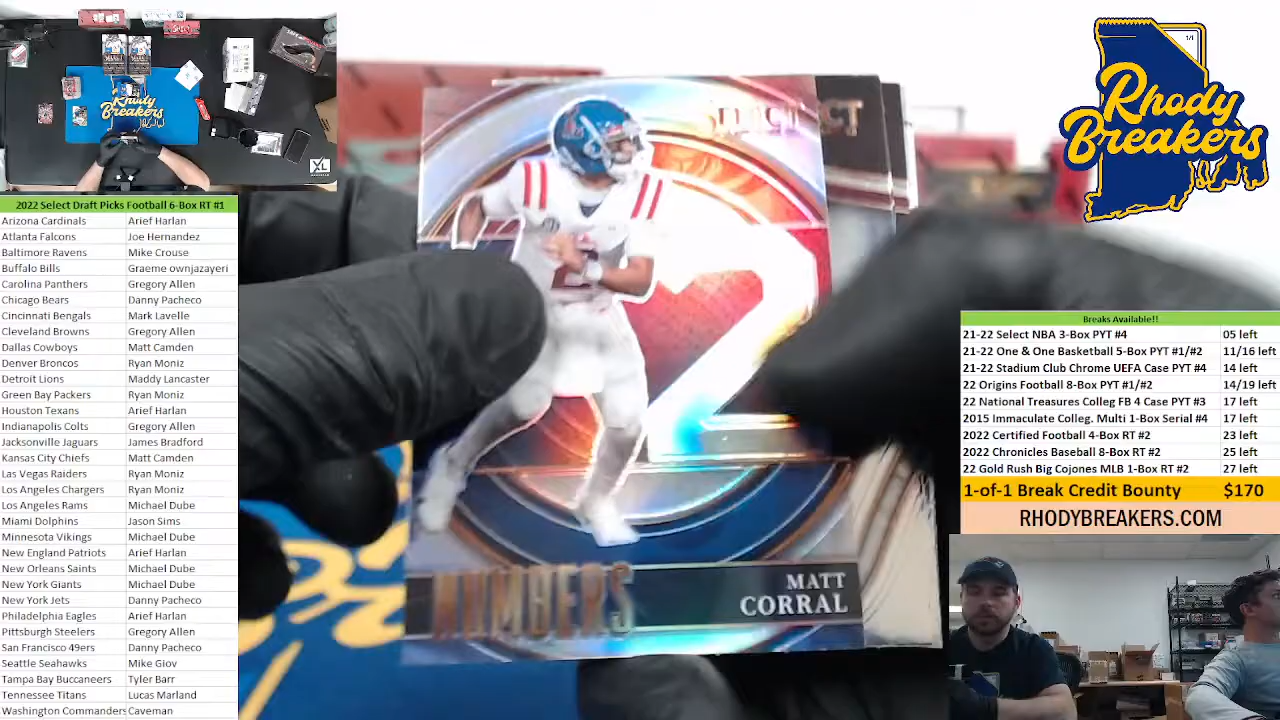 2022 Select Draft Picks Football 6-Box RT #1
Arizona Cardinals Arief Harlan
Atlanta Falcons Joe Hernandez
Baltimore Ravens Mike Crouse
Buffalo Bills Graeme ownjazayeri
Carolina Panthers Gregory Allen
Chicago Bears Danny Pacheco
Cincinnati Bengals Mark Lavelle
Cleveland Browns Gregory Allen
Dallas Cowboys Matt Camden
Denver Broncos Ryan Moniz
Detroit Lions Maddy Lancaster
Green Bay Packers Ryan Moniz
Houston Texans Arief Harlan
Indianapolis Colts Gregory Allen
Jacksonville Jaguars James Bradford
Kansas City Chiefs Matt Camden
Las Vegas Raiders Ryan Moniz
Los Angeles Chargers Ryan Moniz
Los Angeles Rams Michael Dube
Miami Dolphins Jason Sims
Minnesota Vikings Michael Dube
New England Patriots Arief Harlan
New Orleans Saints Michael Dube
New York Giants Michael Dube
New York Jets Danny Pacheco
Philadelphia Eagles Arief Harlan
Pittsburgh Steelers Gregory Allen
San Francisco 49ers Danny Pacheco
Seattle Seahawks Mike Giov
Tampa Bay Buccaneers Tyler Barr
Tennessee Titans Lucas Marland
Washington Commanders Caveman
Rhody
Breakers
XL
SELECT
2
NUMBERS
MATT
CORRAL
1/1
Rhody
Breakers
Breaks Available!!
21-22 Select NBA 3-Box PYT #4 05 left
21-22 One & One Basketball 5-Box PYT #1/#2 11/16 left
21-22 Stadium Club Chrome UEFA Case PYT #4 14 left
22 Origins Football 8-Box PYT #1/#2 14/19 left
22 National Treasures Colleg FB 4 Case PYT #3 17 left
2015 Immaculate Colleg. Multi 1-Box Serial #4 17 left
2022 Certified Football 4-Box RT #2 23 left
2022 Chronicles Baseball 8-Box RT #2 25 left
22 Gold Rush Big Cojones MLB 1-Box RT #2 27 left
1-of-1 Break Credit Bounty $170
RHODYBREAKERS.COM